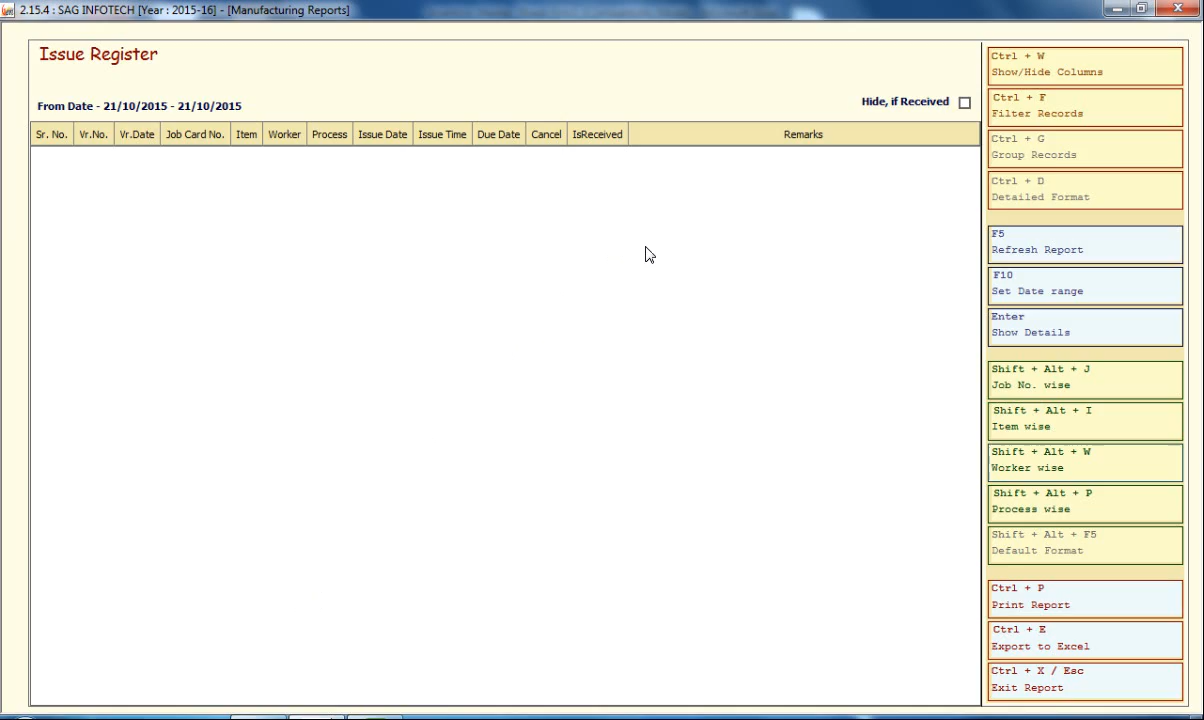 2.15.4 : SAG INFOTECH [Year : 2015-16] - [Manufacturing Reports]
Issue Register
From Date - 21/10/2015 - 21/10/2015
Hide, if Received
Sr. No. Vr.No. Vr.Date Job Card No. Item Worker Process Issue Date Issue Time Due Date Cancel IsReceived Remarks
Ctrl + W
Show/Hide Columns
Ctrl + F
Filter Records
Ctrl + G
Group Records
Ctrl + D
Detailed Format
F5
Refresh Report
F10
Set Date range
Enter
Show Details
Shift + Alt + J
Job No. wise
Shift + Alt + I
Item wise
Shift + Alt + W
Worker wise
Shift + Alt + P
Process wise
Shift + Alt + F5
Default Format
Ctrl + P
Print Report
Ctrl + E
Export to Excel
Ctrl + X / Esc
Exit Report